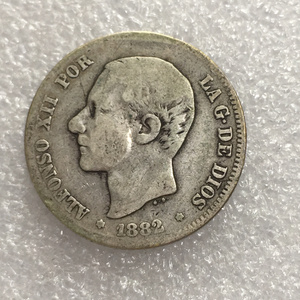 ALFONSO XII POR LA G. DE DIOS
1882